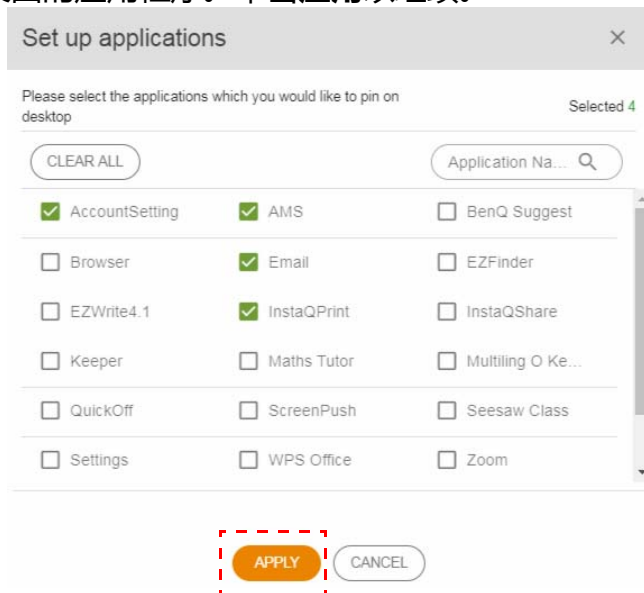 Set up applications
Please select the applications which you would like to pin on
desktop
Selected 4
CLEAR ALL
Application Na...
AccountSetting AMS BenQ Suggest
Browser Email EZFinder
EZWrite4.1 InstaQPrint InstaQShare
Keeper Maths Tutor Multiling O Ke...
QuickOff ScreenPush Seesaw Class
Settings WPS Office Zoom
APPLY CANCEL